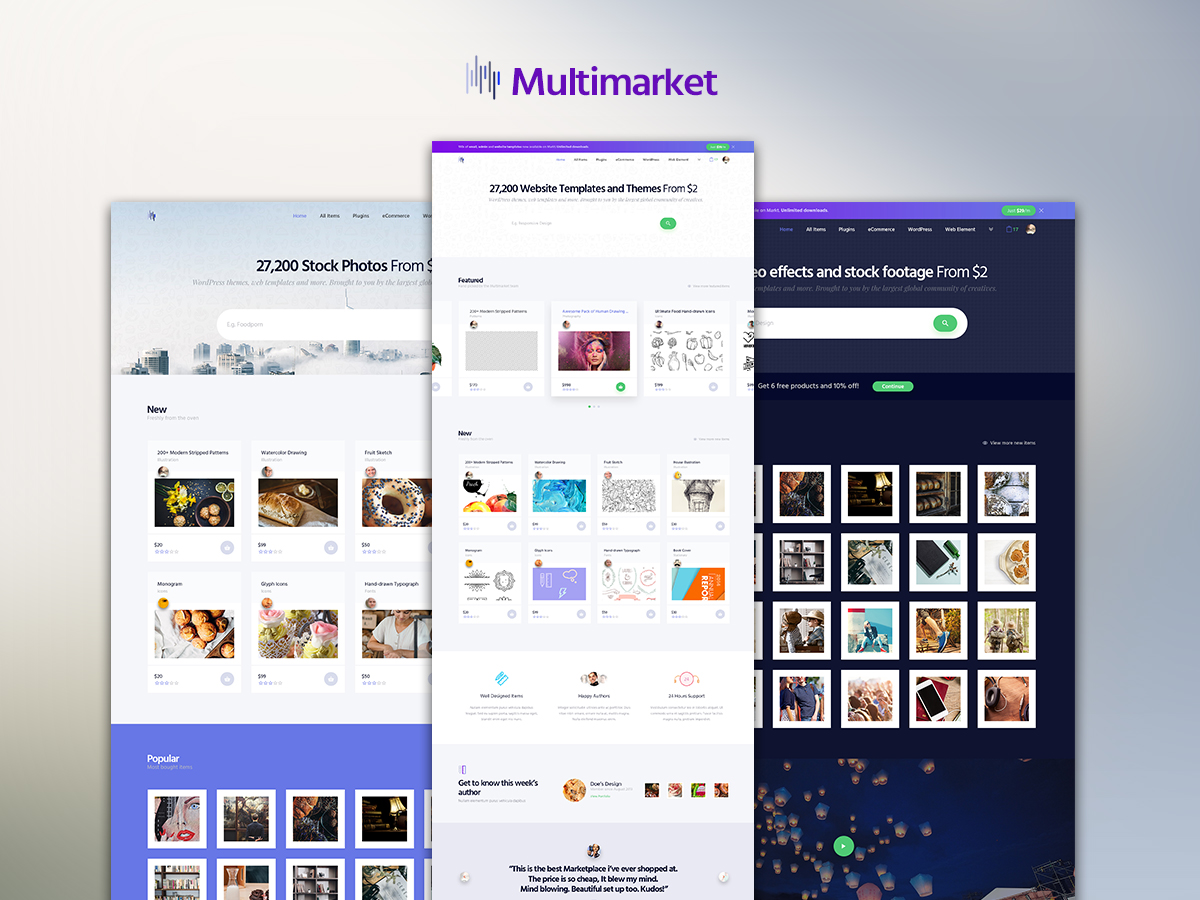 Multimarket
Home
All Items
Plugins
eCommerce
27,200 Stock Photos From $
WordPress themes, web templates and more. Brought to you by the largest glob
E.g. Foodporn
New
Freshly from the oven
200+ Modern Stripped Patterns
Illustration
$20
Watercolor Drawing
Illustration
$99
Fruit Sketch
Illustration
$50
Monogram
Icons
$20
Glyph Icons
Icons
$99
Hand-drawn Typograph
Fonts
$50
Popular
Most bought items
Home
All Items
Plugins
eCommerce
WordPress
Web Element
27,200 Website Templates and Themes From $2
WordPress themes, web templates and more. Brought to you by the largest global community of creatives.
E.g. Responsive Design
Featured
200+ Modern Stripped Patterns
Awesome Pack of Human Drawing ...
Ultimate Food Hand-drawn Icons
New
200+ Modern Stripped Patterns
Watercolor Drawing
Fruit Sketch
Monogram
Glyph Icons
Hand-drawn Typograph
Book Cover
Well Designed Items
Happy Authors
24 Hours Support
Get to know this week's
author
Doe's Design
"This is the best Marketplace i've ever shopped at.
The price is so cheap, It blew my mind.
Mind blowing. Beautiful set up too. Kudos!"
on Markt. Unlimited downloads.
Home
All Items
Plugins
eCommerce
WordPress
Web Element
17
eo effects and stock footage From $2
templates and more. Brought to you by the largest global community of creatives.
Design
Get 6 free products and 10% off!
Continue
View more new items